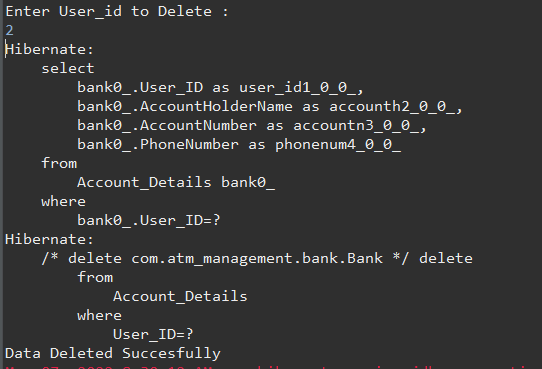 Enter User_id to Delete :
2
Hibernate:
    select
        bank0_.User_ID as user_id1_0_0_,
        bank0_.AccountHolderName as accounth2_0_0_,
        bank0_.AccountNumber as accountn3_0_0_,
        bank0_.PhoneNumber as phonenum4_0_0_
    from
        Account_Details bank0_
    where
        bank0_.User_ID=?
Hibernate:
    /* delete com.atm_management.bank.Bank */ delete
        from
            Account_Details
        where
            User_ID=?
Data Deleted Succesfully